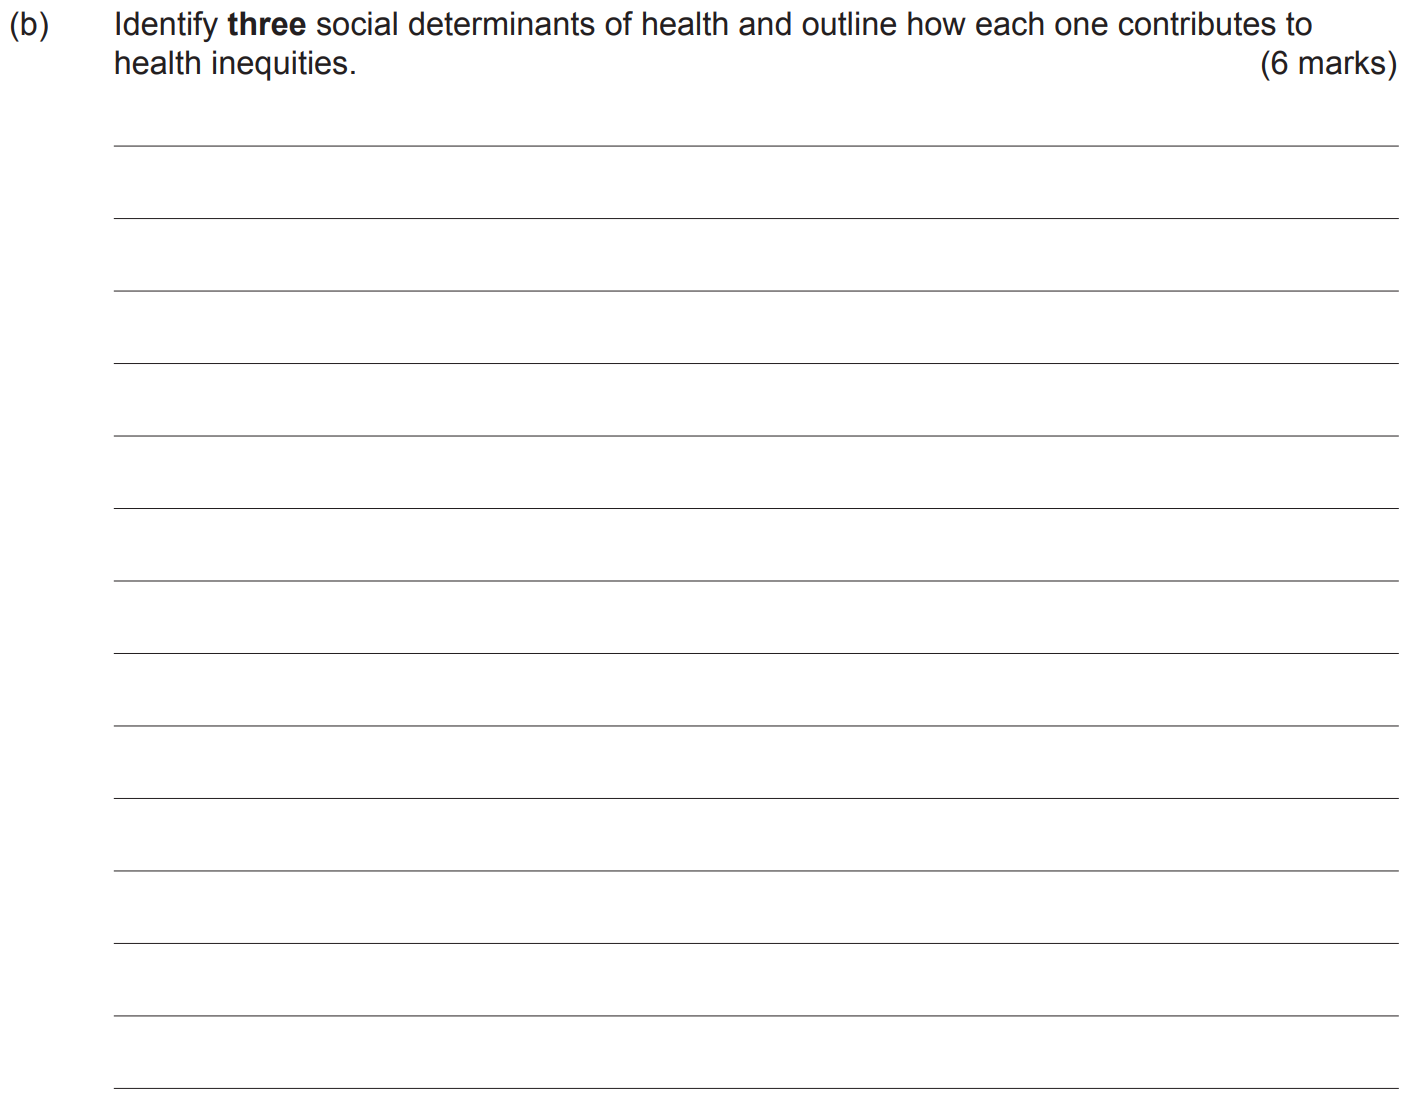 (b) Identify three social determinants of health and outline how each one contributes to
health inequities. (6 marks)